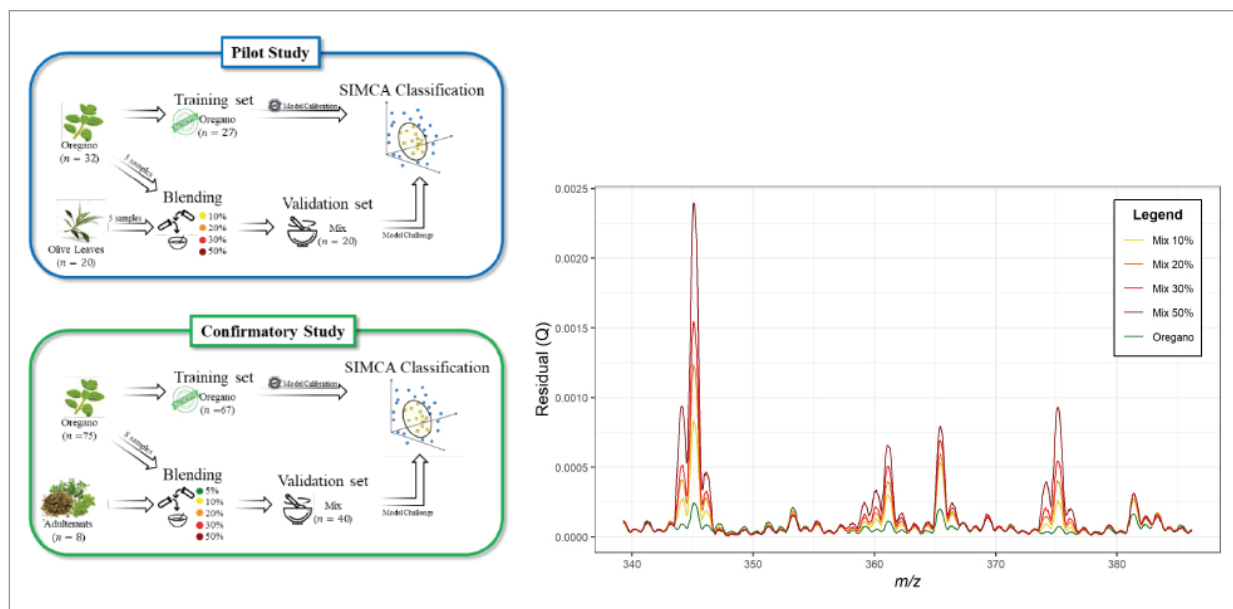 Pilot Study
SIMCA Classification
Training set
Model Calibration
Oregano
(n = 27)
Oregano
(n = 32)
5 samples
Blending
Validation set
5 samples
10%
20%
30%
50%
Mix
(n = 20)
Model Challenge
Olive Leaves
(n = 20)
Confirmatory Study
SIMCA Classification
Training set
Model Calibration
Oregano
(n =67)
Oregano
(n =75)
8 samples
Blending
Validation set
5%
10%
20%
30%
50%
Mix
(n = 40)
Model Challenge
Adulterants
(n = 8)
0.0025
0.0020
0.0015
0.0010
0.0005
0.0000
Residual (Q)
340
350
360
370
380
m/z
Legend
Mix 10%
Mix 20%
Mix 30%
Mix 50%
Oregano